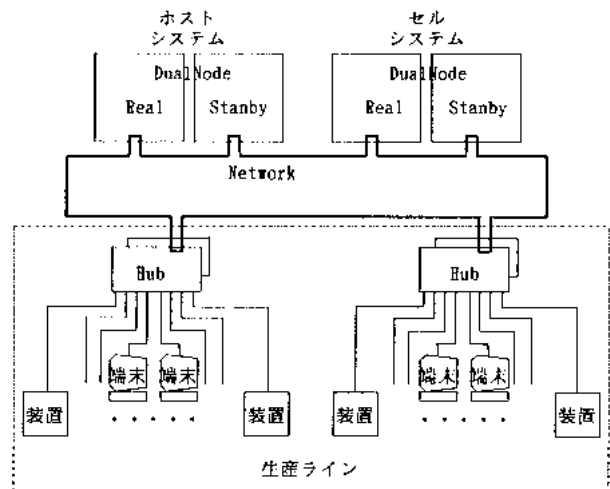 ホスト
システム
セル
システム
DualNode
DualNode
Real
Stanby
Real
Stanby
Network
Hub
Hub
端末
端末
端末
端末
装置
装置
装置
装置
・・・・・
・・・・・
生産ライン